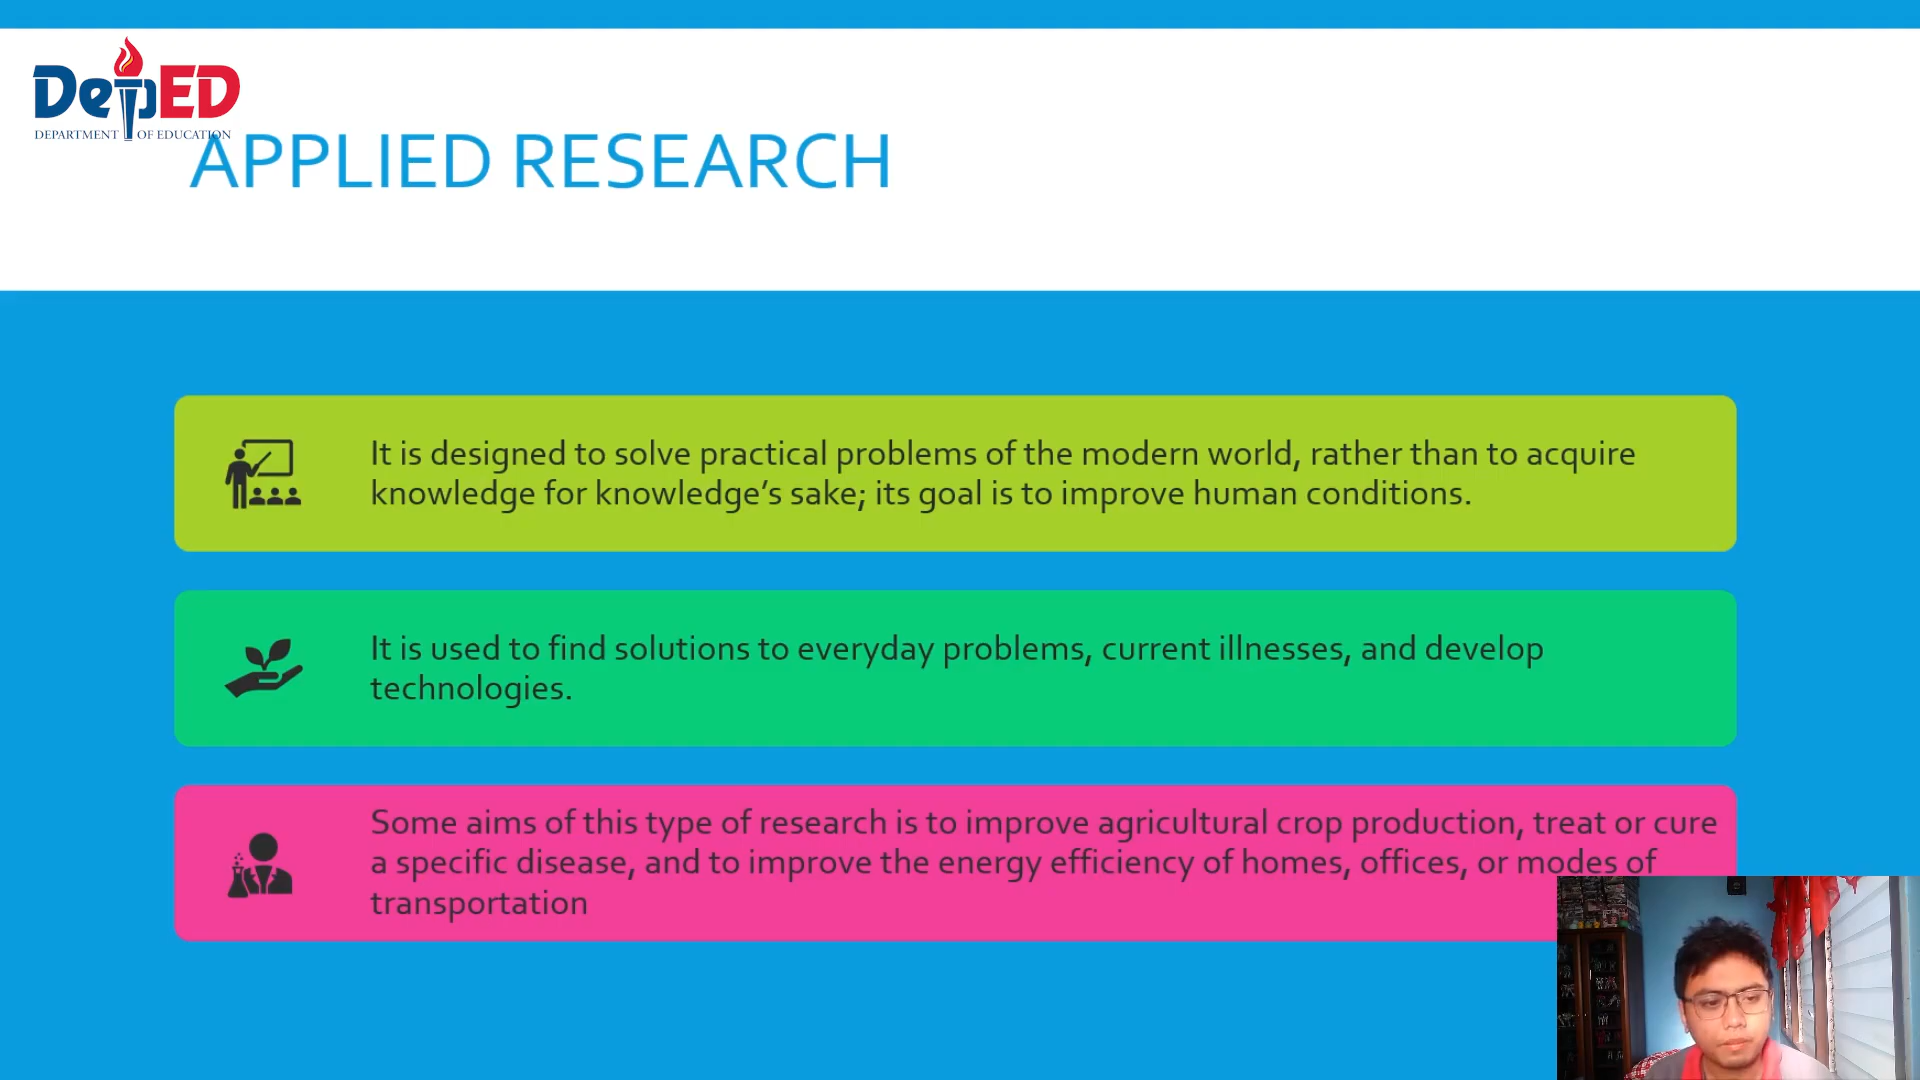 DepED
DEPARTMENT OF EDUCATION
APPLIED RESEARCH
It is designed to solve practical problems of the modern world, rather than to acquire
knowledge for knowledge’s sake; its goal is to improve human conditions.
It is used to find solutions to everyday problems, current illnesses, and develop
technologies.
Some aims of this type of research is to improve agricultural crop production, treat or cure
a specific disease, and to improve the energy efficiency of homes, offices, or modes of
transportation